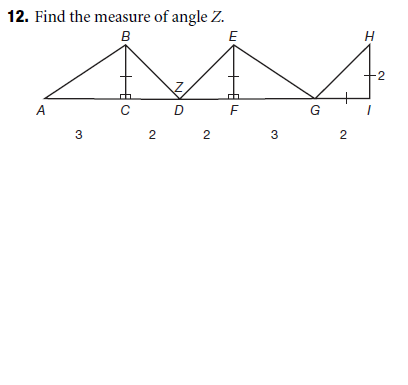 12. Find the measure of angle Z.
B E H
Z 2
A C D F G I
3 2 2 3 2